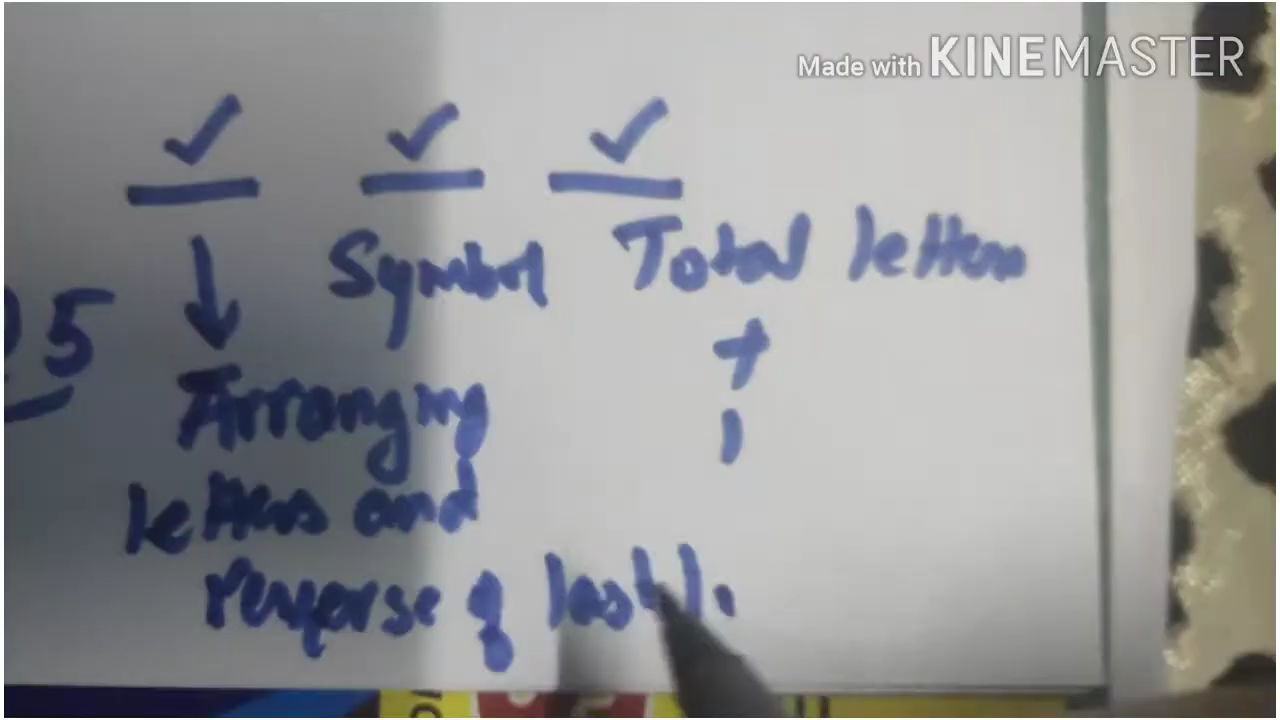 Made with KINEMASTER
Symbol Total letters
25
+
1
Arranging
letters and
reverse of last l.